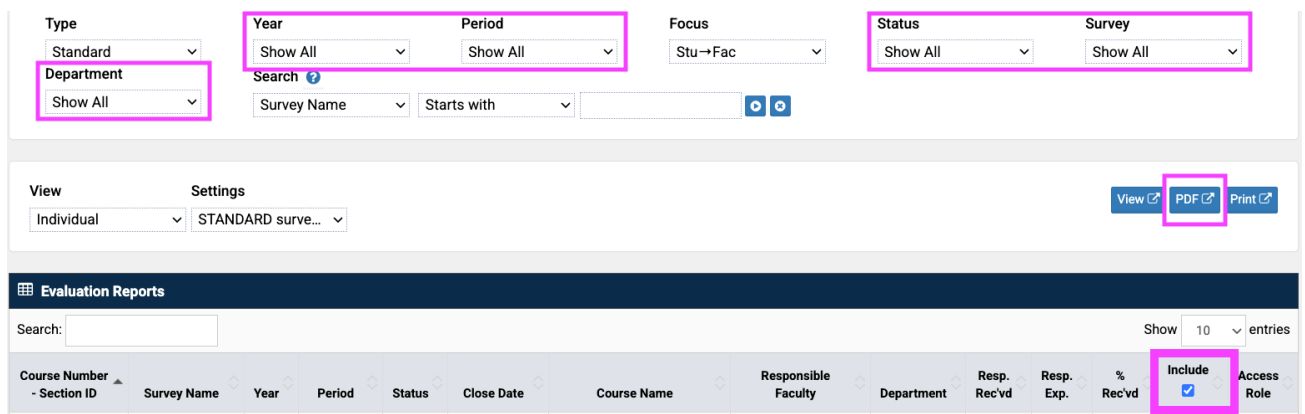 Type Year Period Focus Status Survey
Standard Show All Show All Stu→Fac Show All Show All
Department Search ?
Show All Survey Name Starts with
View Settings
Individual STANDARD surve... View PDF Print
Evaluation Reports
Search: Show 10 entries
Course Number - Section ID Survey Name Year Period Status Close Date Course Name Responsible Faculty Department Resp. Rec'vd Resp. Exp. % Rec'vd Include Access Role